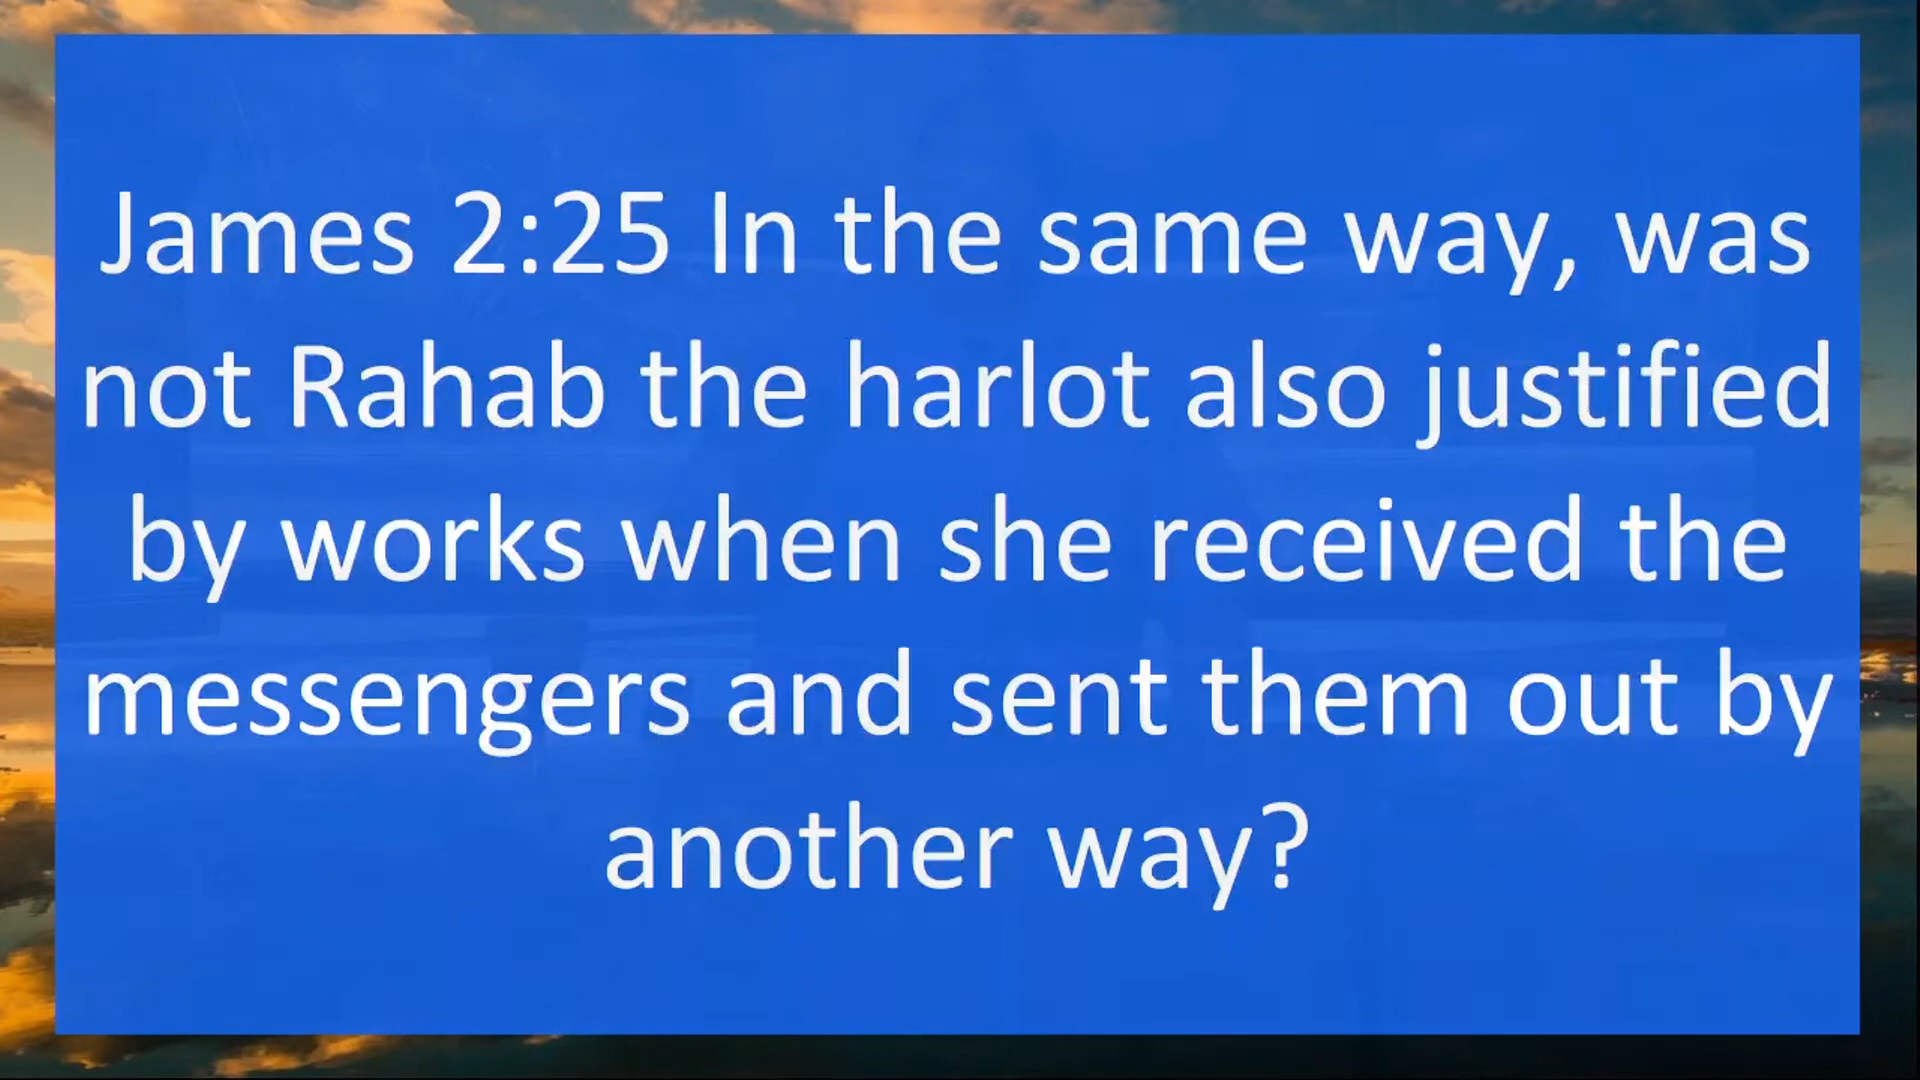 James 2:25 In the same way, was
not Rahab the harlot also justified
by works when she received the
messengers and sent them out by
another way?